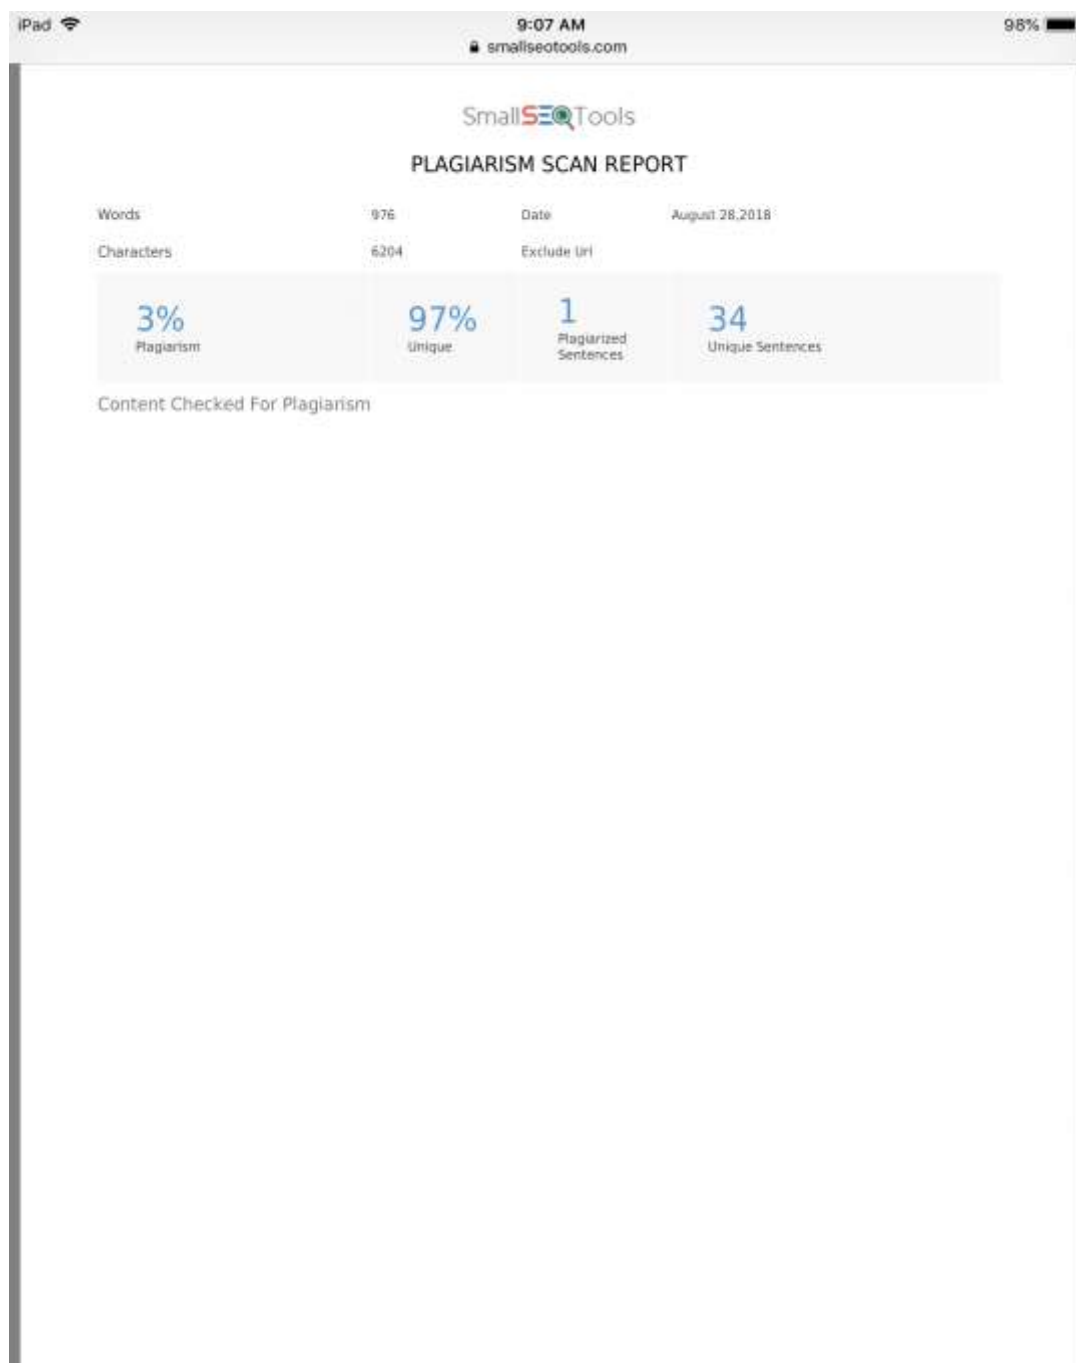 iPad 9:07 AM 98%
smallseotools.com
SmallSEOTools
PLAGIARISM SCAN REPORT
Words 976 Date August 28,2018
Characters 6204 Exclude Url
3% 97% 1 34
Plagiarism Unique Plagiarized Sentences Unique Sentences
Content Checked For Plagiarism